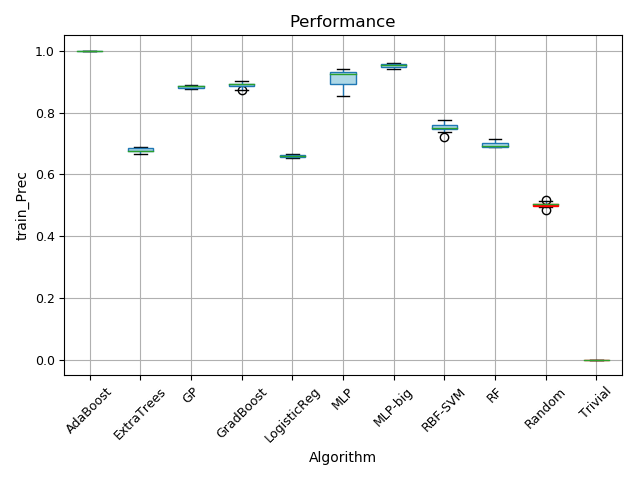 Performance
train_Prec
1.0
0.8
0.6
0.4
0.2
0.0
AdaBoost
ExtraTrees
GP
GradBoost
LogisticReg
MLP
MLP-big
RBF-SVM
RF
Random
Trivial
Algorithm